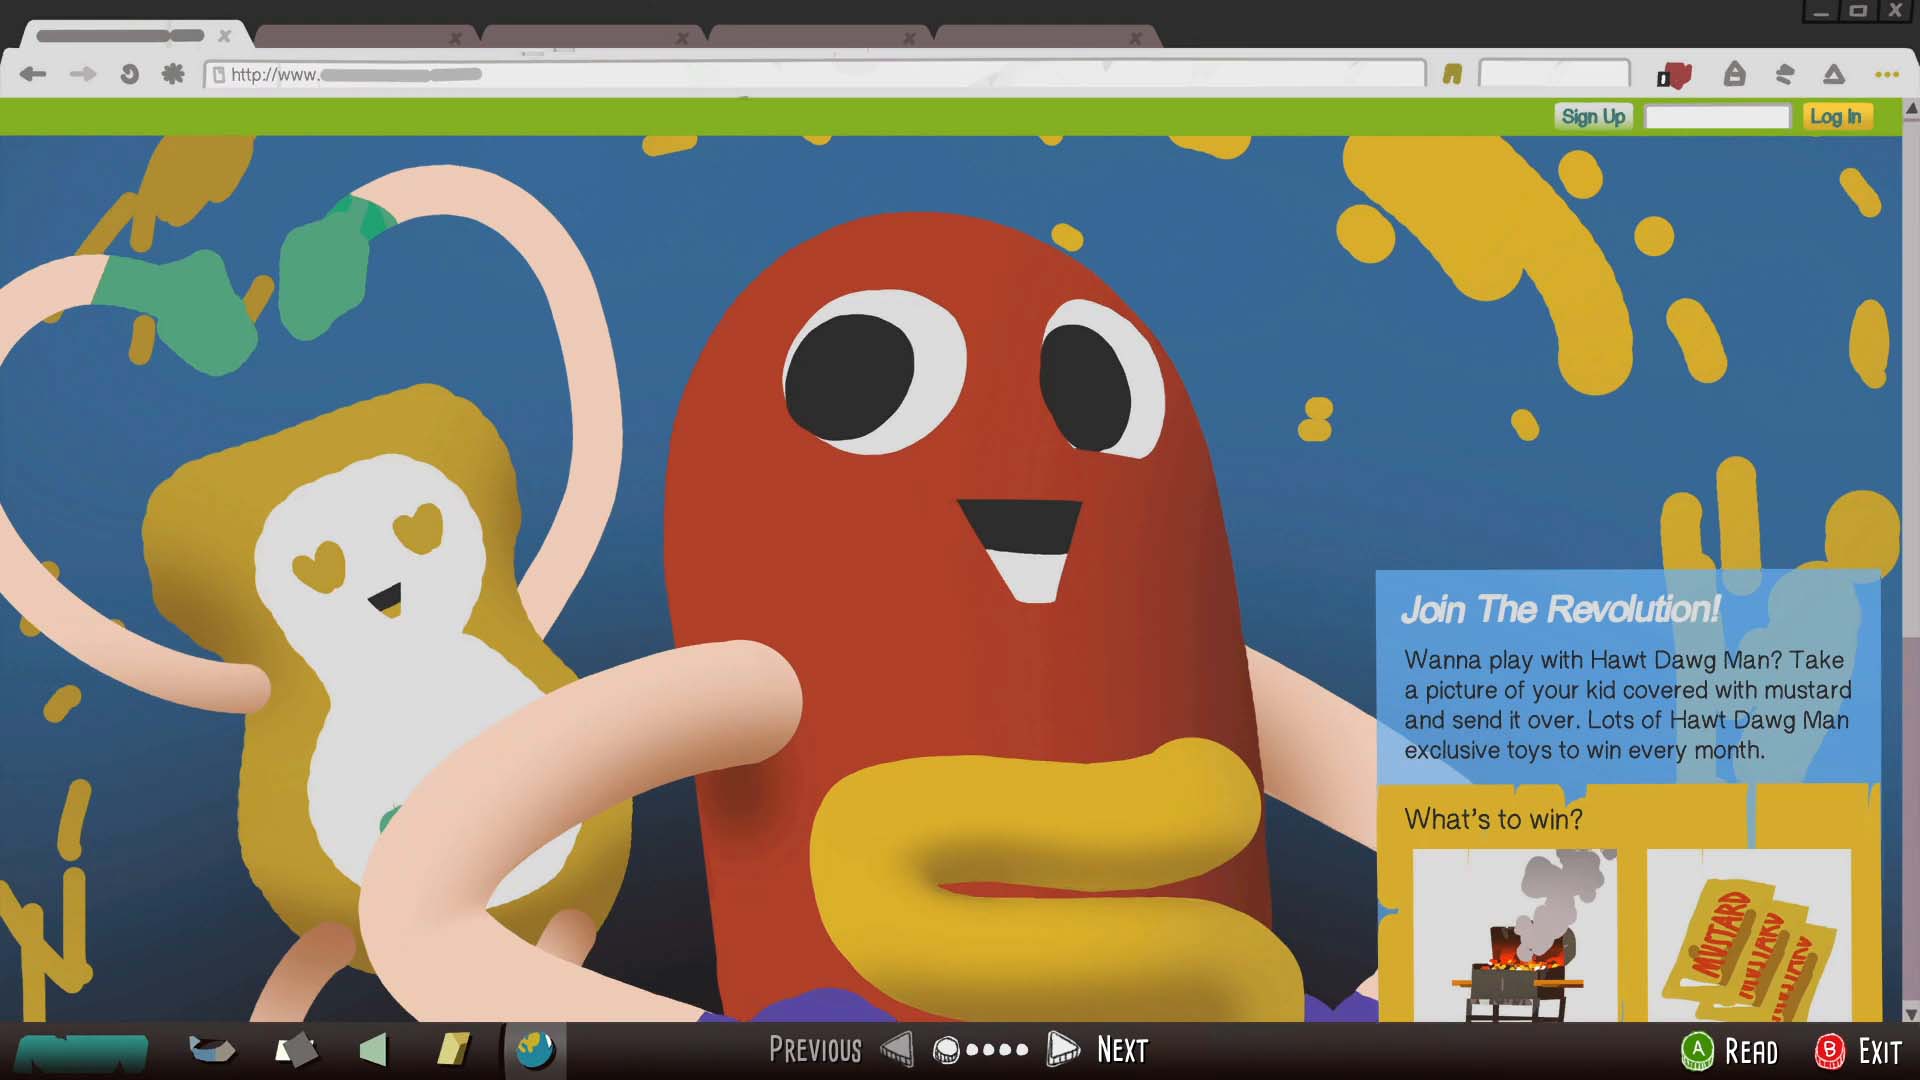 http://www.
Sign Up
Log In
Join The Revolution!
Wanna play with Hawt Dawg Man? Take
a picture of your kid covered with mustard
and send it over. Lots of Hawt Dawg Man
exclusive toys to win every month.
What's to win?
MUSTARD
PREVIOUS
NEXT
A READ
B EXIT